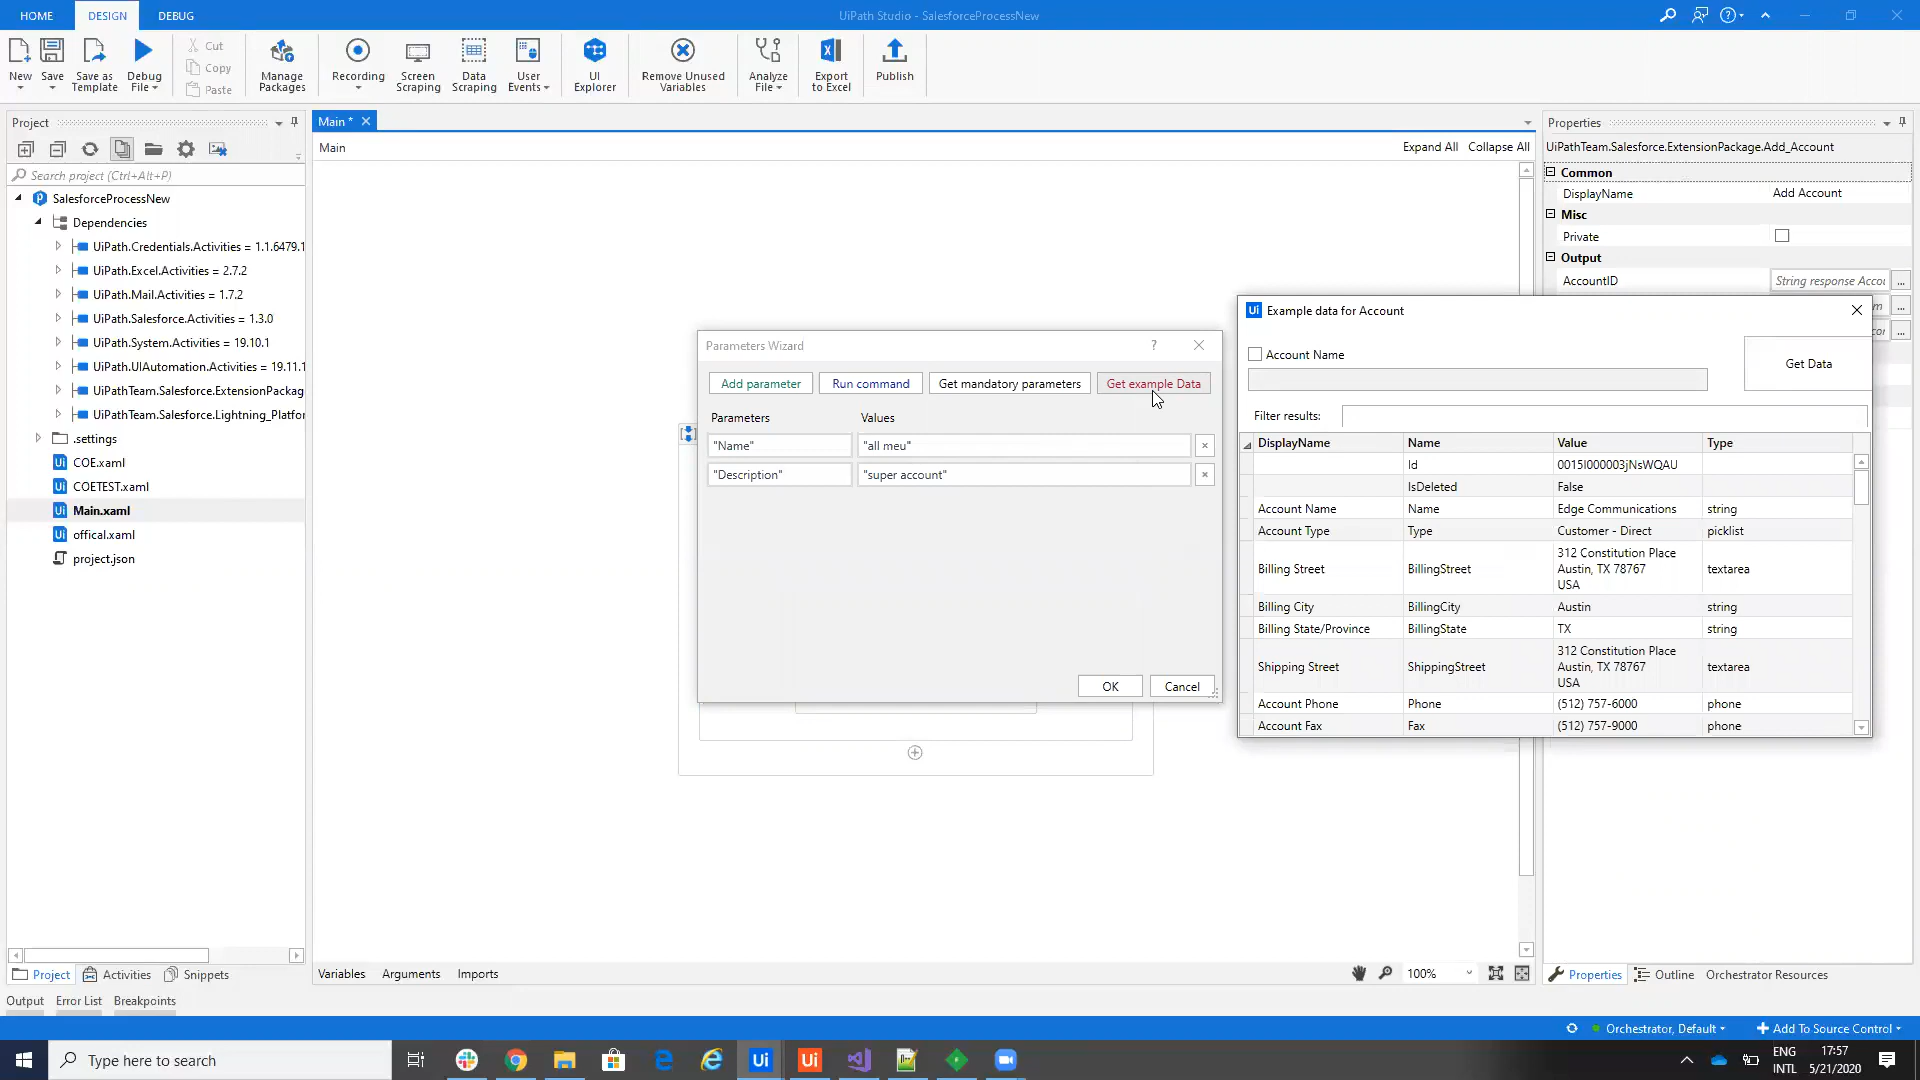 HOME DESIGN DEBUG
UiPath Studio - SalesforceProcessNew
New Save Save as Template Debug File
Cut
Copy
Paste
Manage Packages
Recording Screen Scraping Data Scraping User Events
UI Explorer
Remove Unused Variables
Analyze File
Export to Excel
Publish
Project
Search project (Ctrl+Alt+P)
SalesforceProcessNew
Dependencies
UiPath.Credentials.Activities = 1.1.6479.1
UiPath.Excel.Activities = 2.7.2
UiPath.Mail.Activities = 1.7.2
UiPath.Salesforce.Activities = 1.3.0
UiPath.System.Activities = 19.10.1
UiPath.UIAutomation.Activities = 19.11.1
UiPathTeam.Salesforce.ExtensionPackag
UiPathTeam.Salesforce.Lightning_Platfor
.settings
COE.xaml
COETEST.xaml
Main.xaml
offical.xaml
project.json
Project Activities Snippets
Output Error List Breakpoints
Main *
Main
Expand All Collapse All
Parameters Wizard ?
Add parameter Run command Get mandatory parameters Get example Data
Parameters Values
"Name" "all meu"
"Description" "super account"
OK Cancel
Variables Arguments Imports
100%
Properties
UiPathTeam.Salesforce.ExtensionPackage.Add_Account
Common
DisplayName Add Account
Misc
Private
Output
AccountID String response Accou ...
Ui Example data for Account
Account Name
Get Data
Filter results:
DisplayName Name Value Type
Id 0015I000003jNsWQAU
IsDeleted False
Account Name Name Edge Communications string
Account Type Type Customer - Direct picklist
Billing Street BillingStreet 312 Constitution Place
Austin, TX 78767
USA textarea
Billing City BillingCity Austin string
Billing State/Province BillingState TX string
Shipping Street ShippingStreet 312 Constitution Place
Austin, TX 78767
USA textarea
Account Phone Phone (512) 757-6000 phone
Account Fax Fax (512) 757-9000 phone
Properties Outline Orchestrator Resources
Orchestrator, Default Add To Source Control
Type here to search
ENG
INTL
17:57
5/21/2020